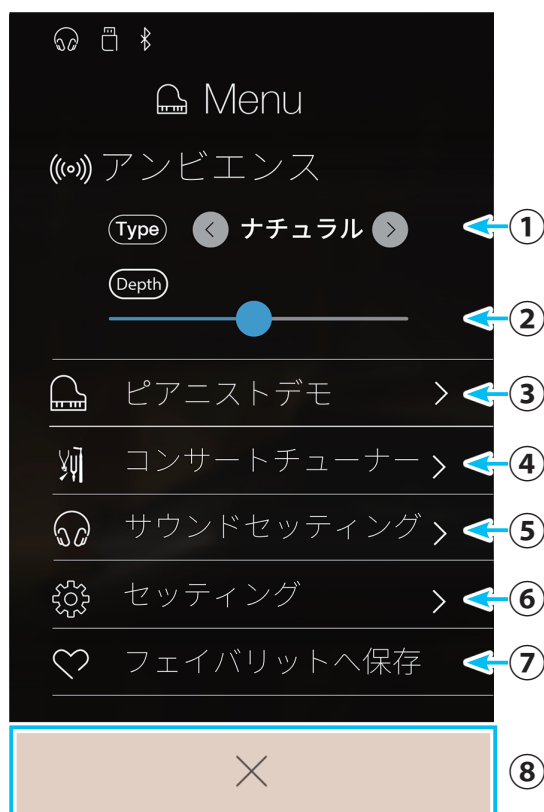 Menu
アンビエンス
Type < ナチュラル > ①
Depth
②
ピアニストデモ > ③
コンサートチューナー > ④
サウンドセッティング > ⑤
セッティング > ⑥
フェイバリットへ保存 ⑦
× ⑧